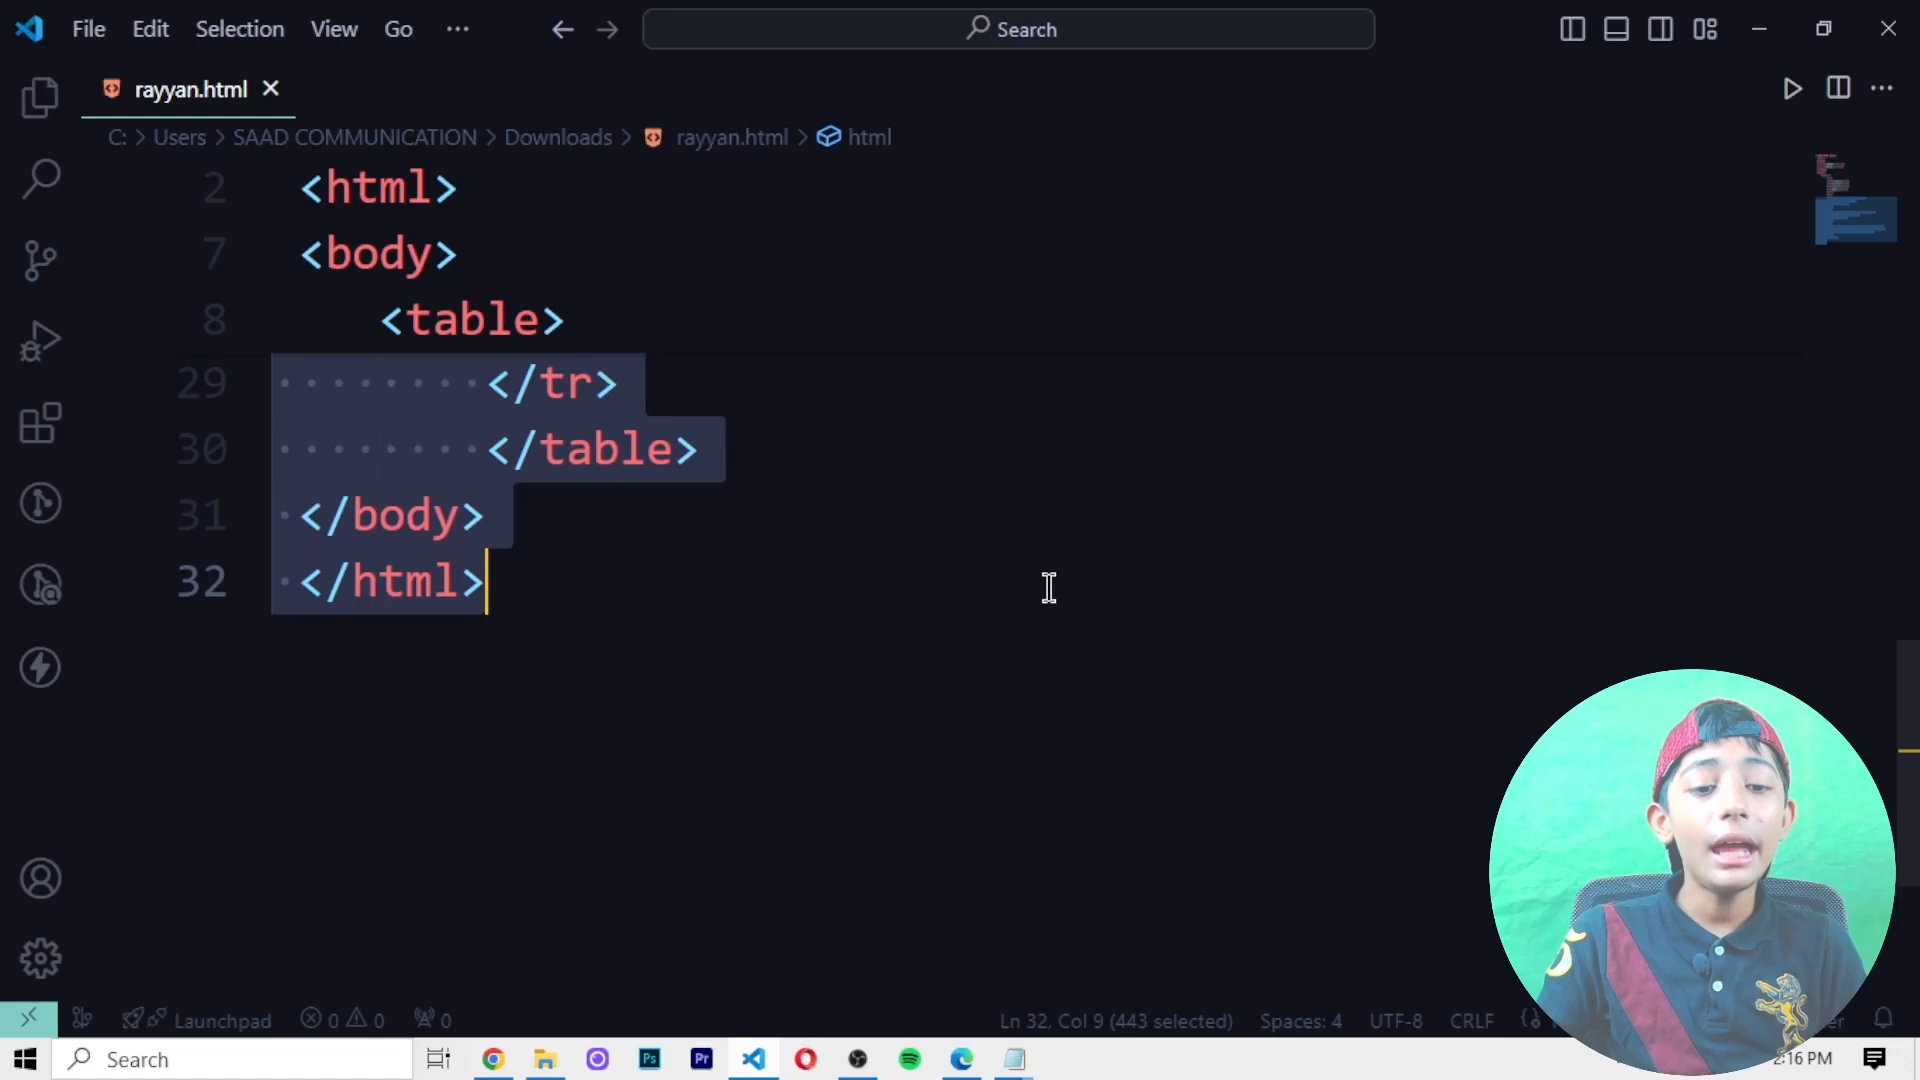 File Edit Selection View Go ··· Search
rayyan.html
C: > Users > SAAD COMMUNICATION > Downloads > rayyan.html > html
2 <html>
7 <body>
8 <table>
29 </tr>
30 </table>
31 </body>
32 </html>
Launchpad 0 0 0 Ln 32, Col 9 (443 selected) Spaces: 4 UTF-8 CRLF
Search Ps Pr 2:16 PM